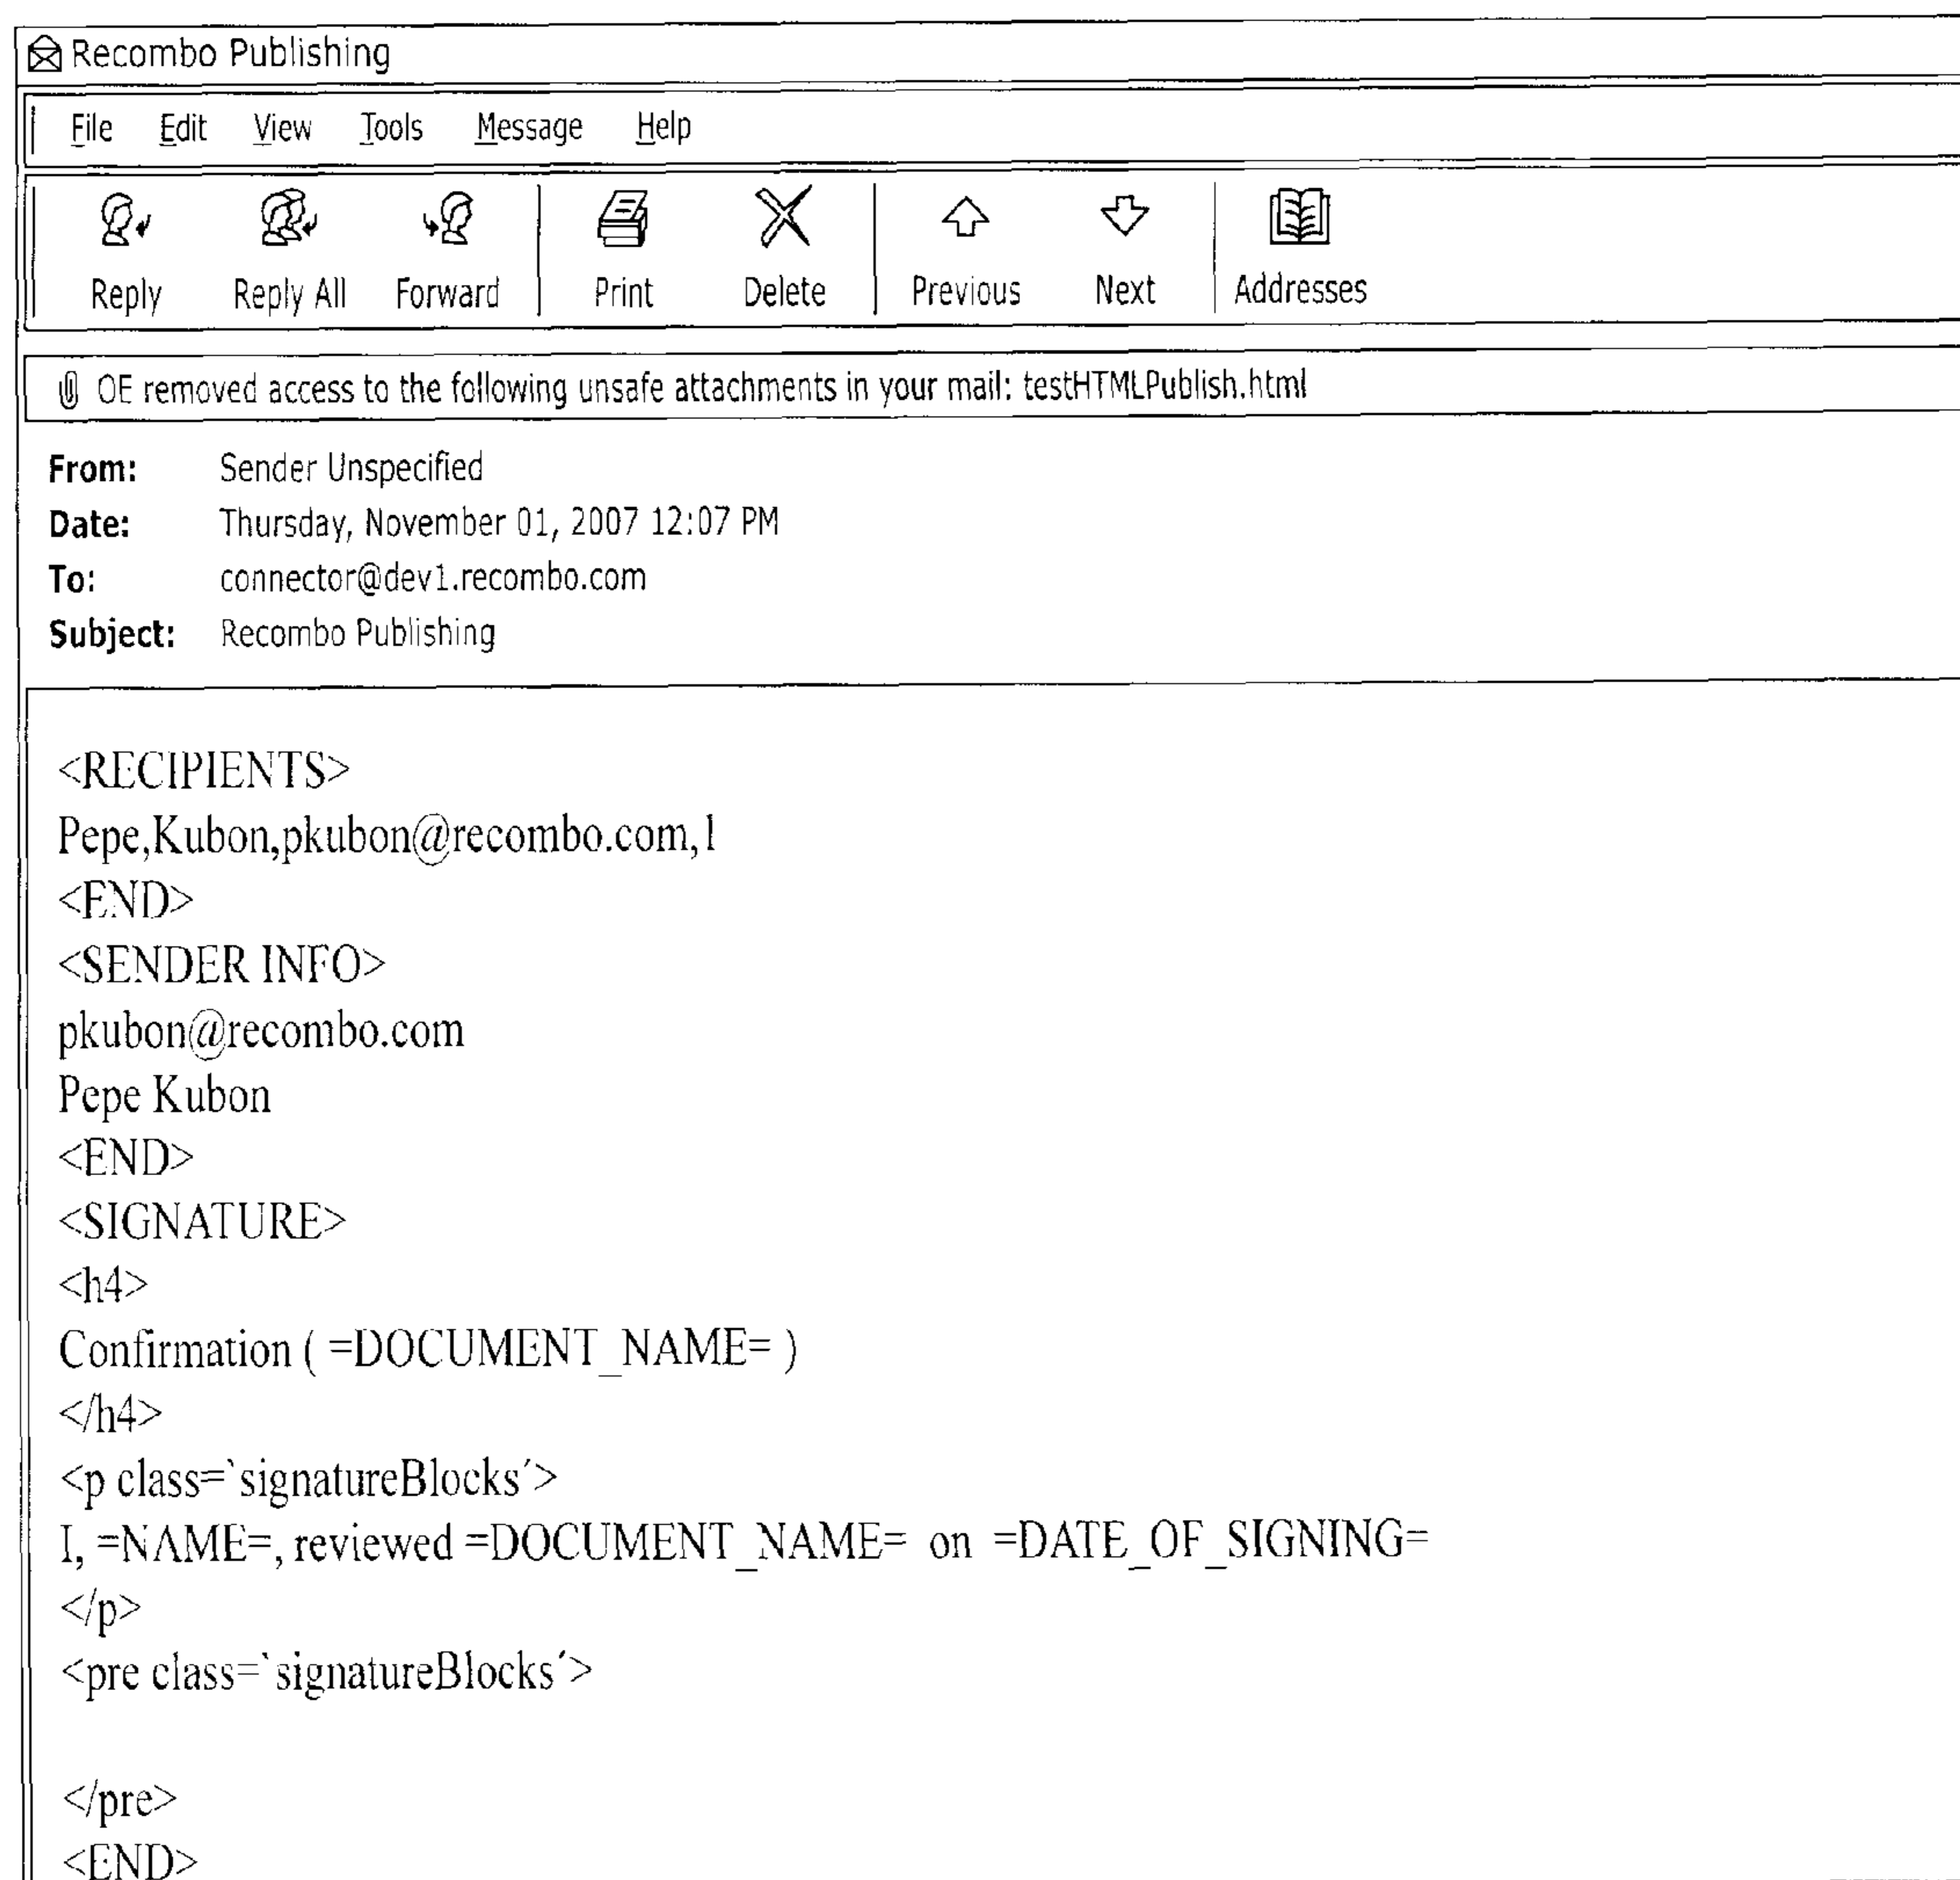 Recombo Publishing
File Edit View Tools Message Help
Reply Reply All Forward Print Delete Previous Next Addresses
OE removed access to the following unsafe attachments in your mail: testHTMLPublish.html
From: Sender Unspecified
Date: Thursday, November 01, 2007 12:07 PM
To: connector@dev1.recombo.com
Subject: Recombo Publishing
<RECIPIENTS>
Pepe,Kubon,pkubon@recombo.com,1
<END>
<SENDER INFO>
pkubon@recombo.com
Pepe Kubon
<END>
<SIGNATURE>
<h4>
Confirmation ( =DOCUMENT_NAME= )
</h4>
<p class=`signatureBlocks´>
I, =NAME=, reviewed =DOCUMENT_NAME= on =DATE_OF_SIGNING=
</p>
<pre class=`signatureBlocks´>
</pre>
<END>